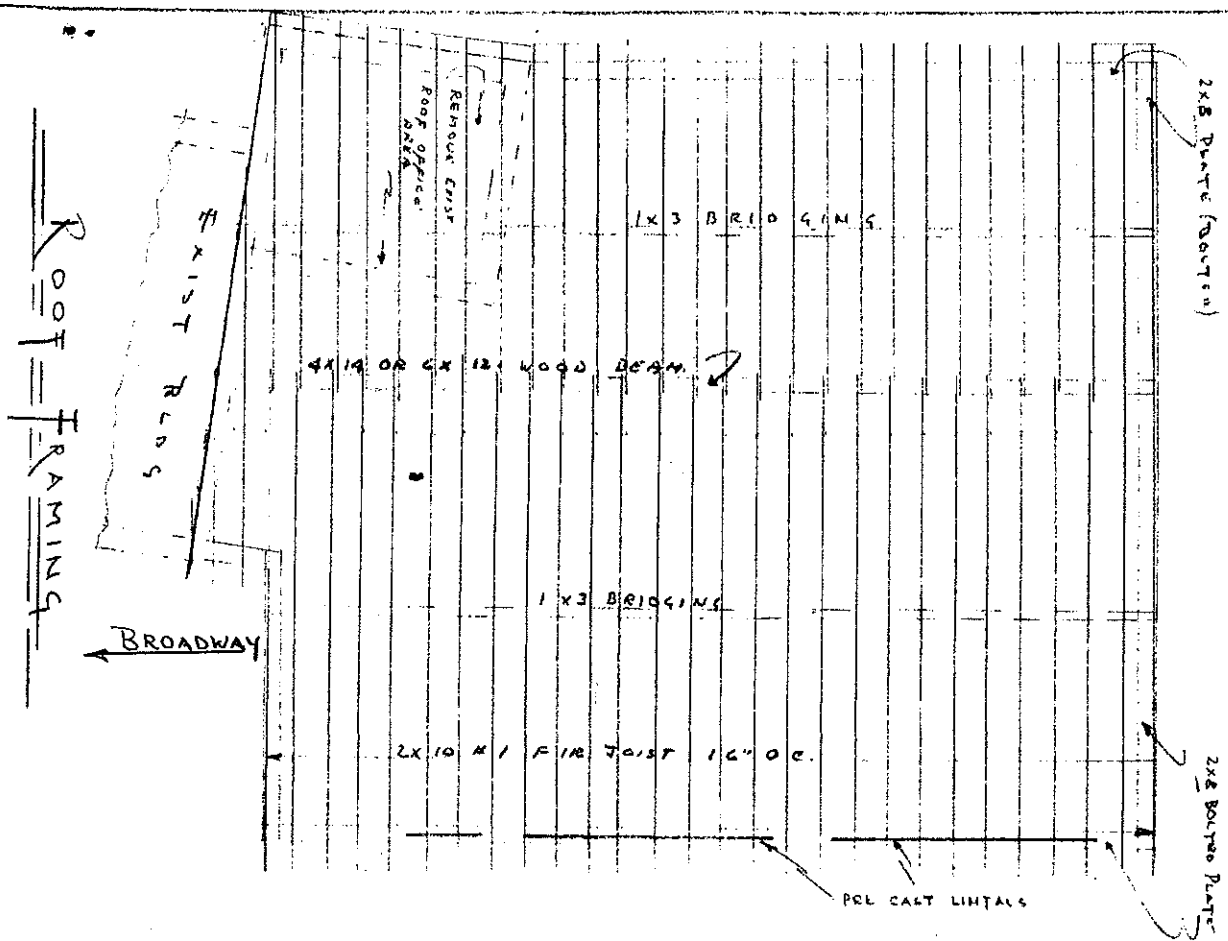 2x8 PLATE (BOLTED)
REMOVE EXIST
ROOF OFFICE
AREA
1x3 BRIDGING
EXIST BLDG
4x14 OR 6x12 WOOD BEAM
ROOF FRAMING
1x3 BRIDGING
BROADWAY
2x10 #1 FIR JOIST 16" O.C.
2x8 BOLTED PLATE
PRE CAST LINTALS